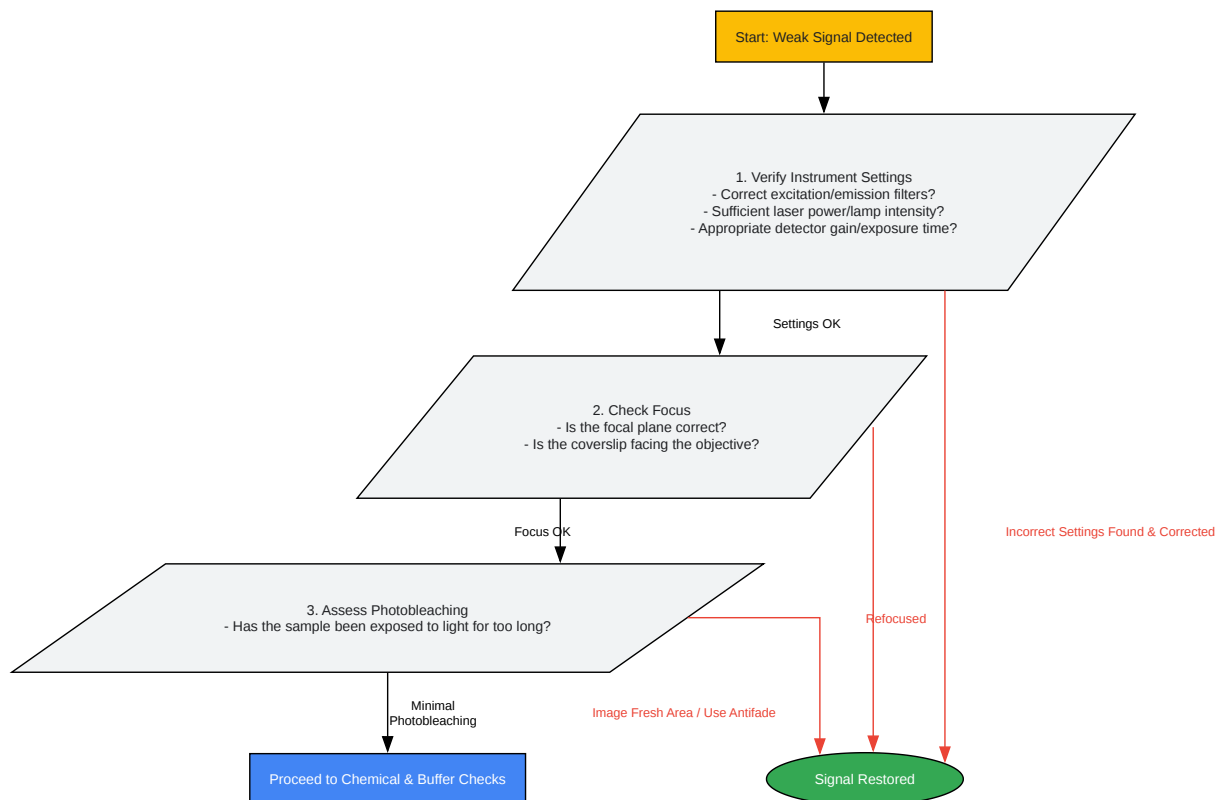 Start: Weak Signal Detected
1. Verify Instrument Settings
- Correct excitation/emission filters?
- Sufficient laser power/lamp intensity?
- Appropriate detector gain/exposure time?
Settings OK
2. Check Focus
- Is the focal plane correct?
- Is the coverslip facing the objective?
Focus OK
Incorrect Settings Found & Corrected
3. Assess Photobleaching
- Has the sample been exposed to light for too long?
Refocused
Minimal
Photobleaching
Image Fresh Area / Use Antifade
Proceed to Chemical & Buffer Checks
Signal Restored